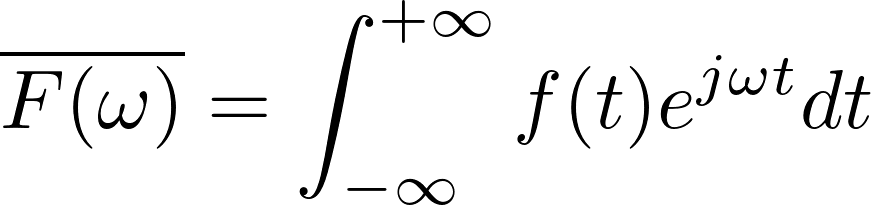 \overline{F(\omega)} = \int_{-\infty}^{+\infty} f(t)e^{j\omega t}dt